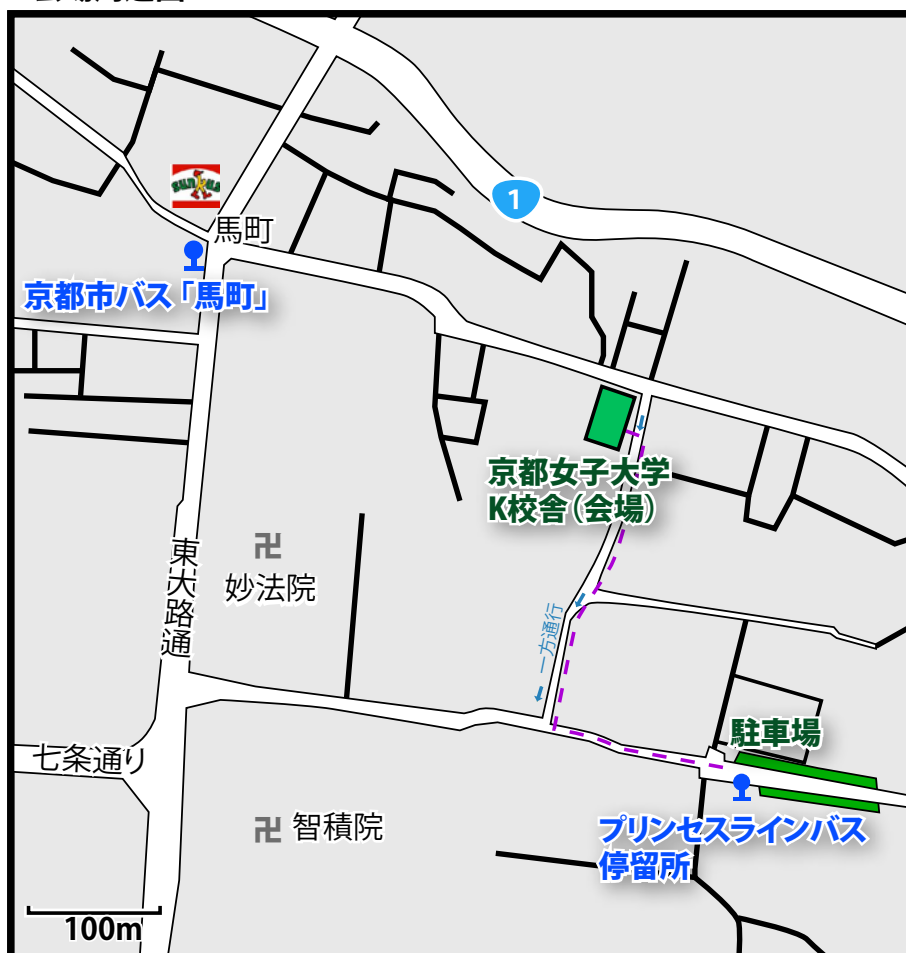 1
馬町
京都市バス「馬町」
京都女子大学
K校舎（会場）
卍
妙法院
東大路通
一方通行
駐車場
七条通り
卍 智積院
プリンセスラインバス
停留所
100m